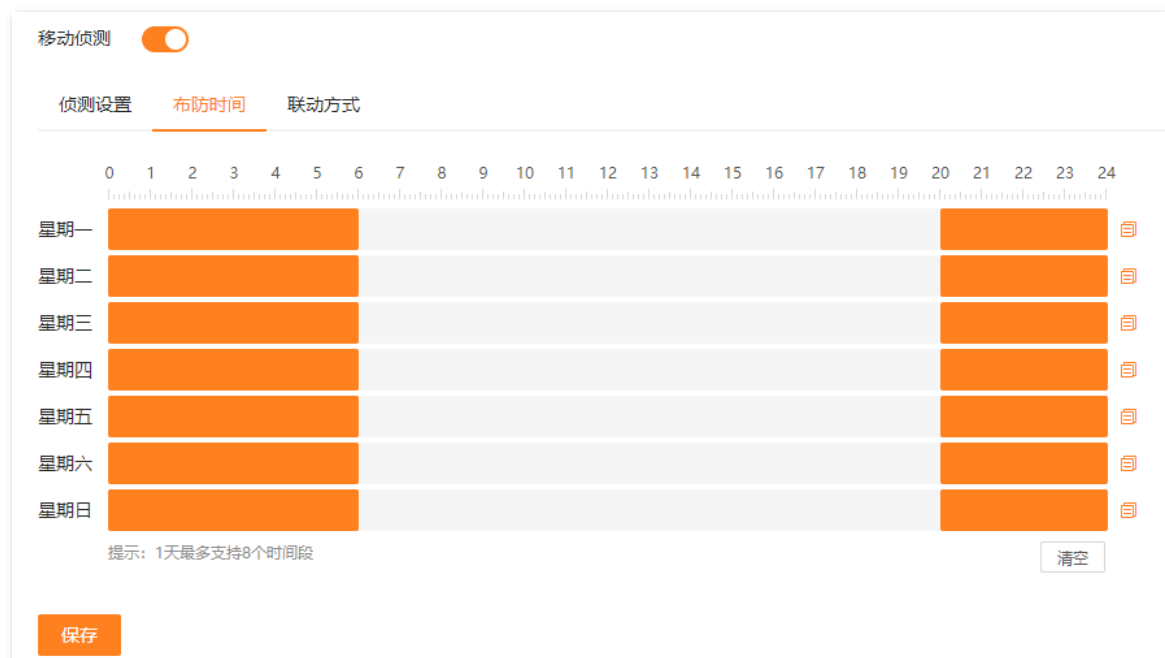 移动侦测
侦测设置 布防时间 联动方式
0 1 2 3 4 5 6 7 8 9 10 11 12 13 14 15 16 17 18 19 20 21 22 23 24
星期一
星期二
星期三
星期四
星期五
星期六
星期日
提示：1天最多支持8个时间段 清空
保存